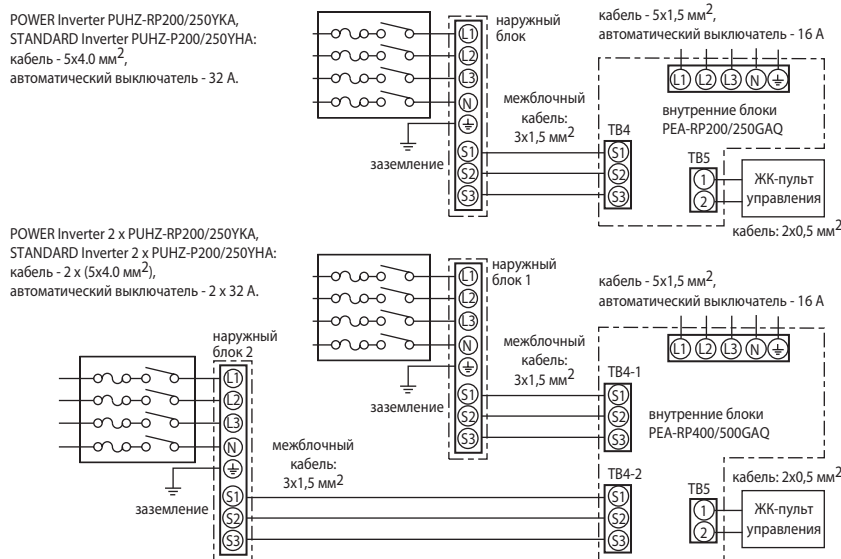 POWER Inverter PUHZ-RP200/250YKA,
STANDARD Inverter PUHZ-P200/250YHA:
кабель - 5x4.0 мм2,
автоматический выключатель - 32 А.
наружный
блок
L1
L2
L3
N
заземление
S1
S2
S3
межблочный
кабель:
3x1,5 мм2
кабель - 5x1,5 мм2,
автоматический выключатель - 16 А
L1 L2 L3 N
внутренние блоки
PEA-RP200/250GAQ
TB4
S1
S2
S3
TB5
1
2
ЖК-пульт
управления
кабель: 2x0,5 мм2
POWER Inverter 2 x PUHZ-RP200/250YKA,
STANDARD Inverter 2 x PUHZ-P200/250YHA:
кабель - 2 x (5x4.0 мм2),
автоматический выключатель - 2 x 32 А.
наружный
блок 1
L1
L2
L3
N
заземление
S1
S2
S3
межблочный
кабель:
3x1,5 мм2
кабель - 5x1,5 мм2,
автоматический выключатель - 16 А
L1 L2 L3 N
TB4-1
S1
S2
S3
внутренние блоки
PEA-RP400/500GAQ
наружный
блок 2
L1
L2
L3
N
заземление
S1
S2
S3
межблочный
кабель:
3x1,5 мм2
TB4-2
S1
S2
S3
TB5
1
2
кабель: 2x0,5 мм2
ЖК-пульт
управления